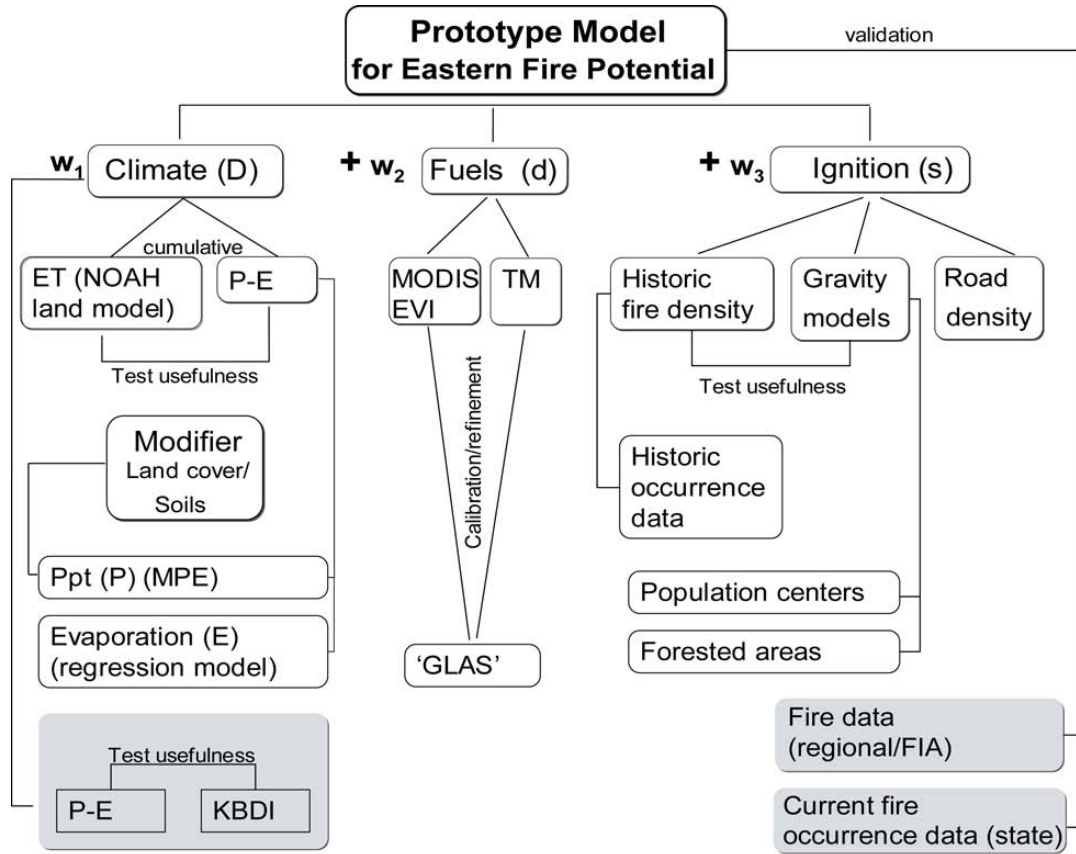 Prototype Model
for Eastern Fire Potential
validation
w1
Climate (D)
+ w2
Fuels (d)
+ w3
Ignition (s)
cumulative
ET (NOAH
land model)
P-E
Test usefulness
MODIS
EVI
TM
Historic
fire density
Gravity
models
Road
density
Test usefulness
Modifier
Land cover/
Soils
Calibration/refinement
Historic
occurrence
data
Ppt (P) (MPE)
Evaporation (E)
(regression model)
'GLAS'
Population centers
Forested areas
Test usefulness
P-E
KBDI
Fire data
(regional/FIA)
Current fire
occurrence data (state)